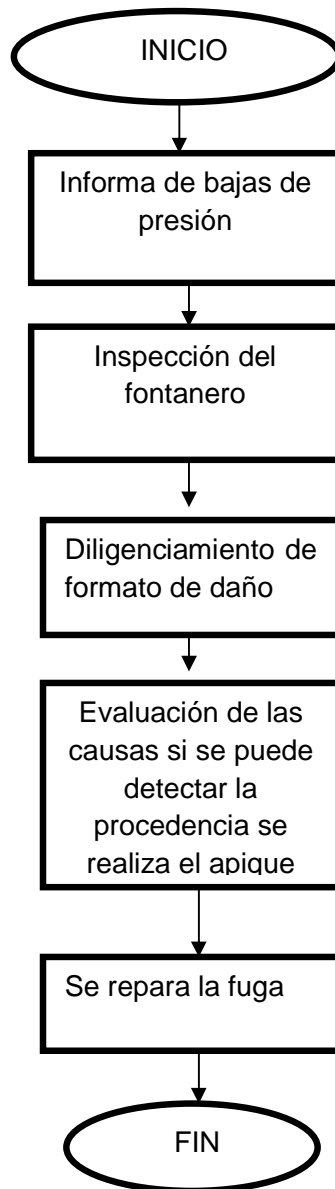 INICIO
Informa de bajas de
presión
Inspección del
fontanero
Diligenciamiento de
formato de daño
Evaluación de las
causas si se puede
detectar la
procedencia se
realiza el apique
Se repara la fuga
FIN